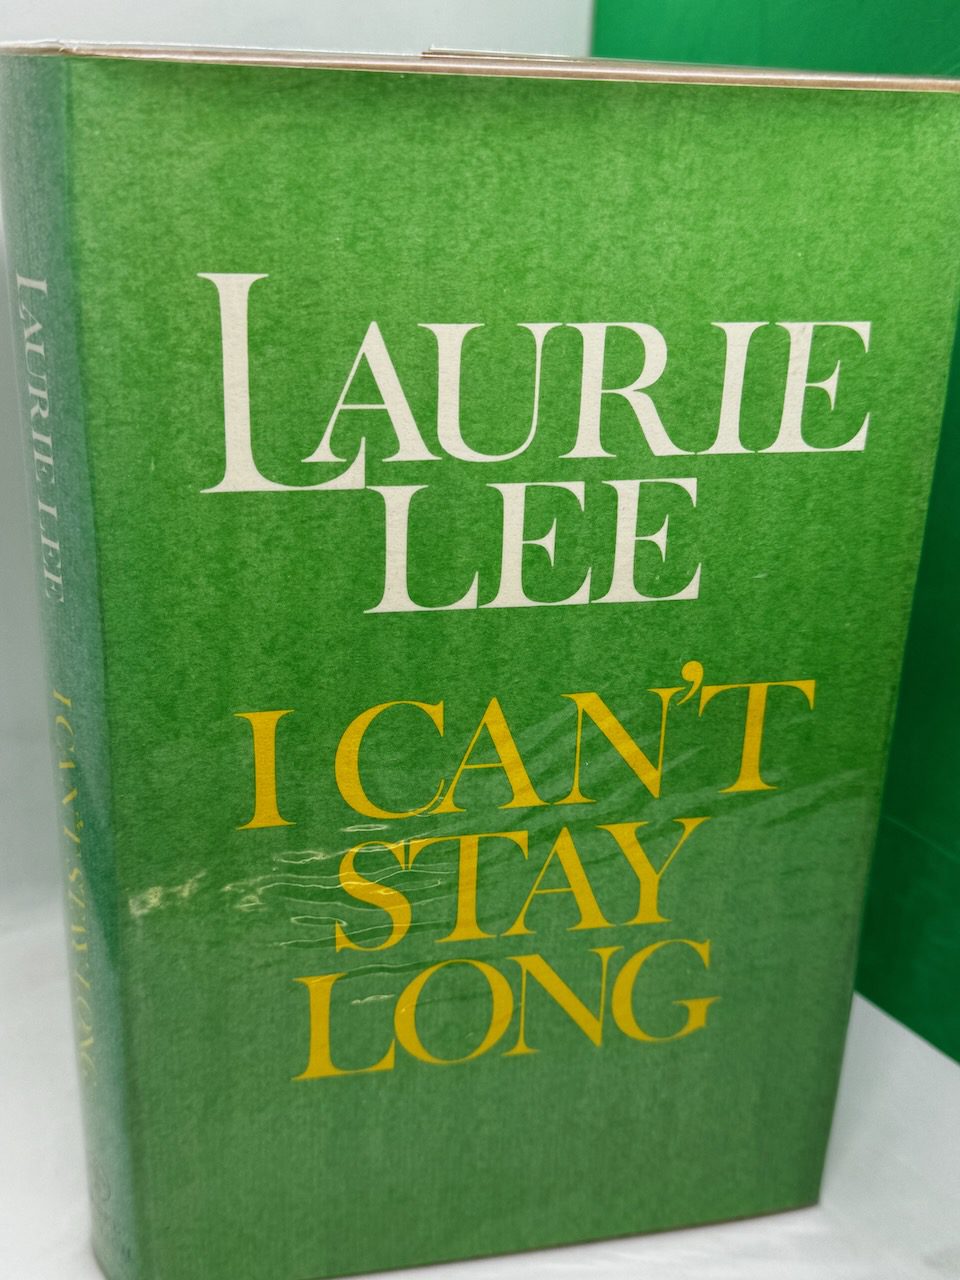 LAURIE
LEE
I CAN'T
STAY
LONG
LAURIE LEE I CAN'T STAY LONG